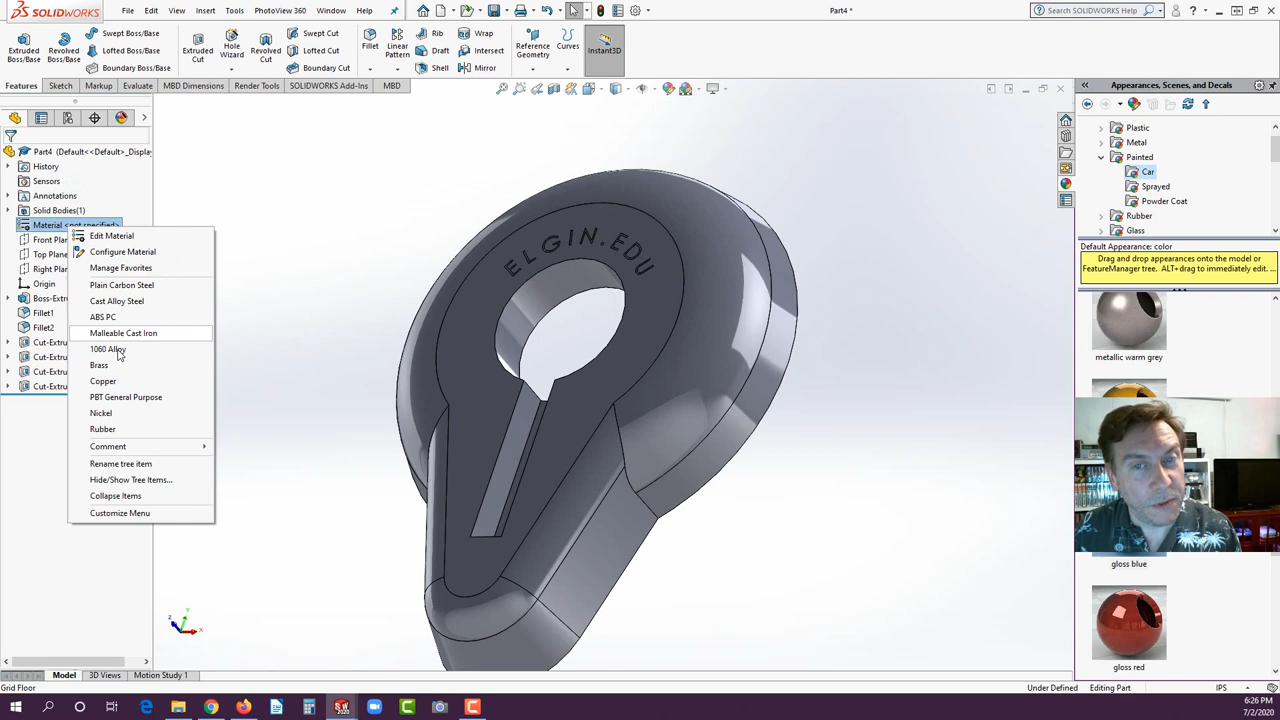 SOLIDWORKS File Edit View Insert Tools PhotoView 360 Window Help Part4 * Search SOLIDWORKS Help
Extruded Boss/Base Revolved Boss/Base Swept Boss/Base Lofted Boss/Base Boundary Boss/Base Extruded Cut Hole Wizard Revolved Cut Swept Cut Lofted Cut Boundary Cut Fillet Linear Pattern Rib Draft Shell Wrap Intersect Mirror Reference Geometry Curves Instant3D
Features Sketch Markup Evaluate MBD Dimensions Render Tools SOLIDWORKS Add-Ins MBD
Part4 (Default<<Default>_Display
History
Sensors
Annotations
Solid Bodies(1)
Material <not specified>
Front Plan
Top Plane
Right Plan
Origin
Boss-Extru
Fillet1
Fillet2
Cut-Extru
Cut-Extru
Cut-Extru
Cut-Extru
Edit Material
Configure Material
Manage Favorites
Plain Carbon Steel
Cast Alloy Steel
ABS PC
Malleable Cast Iron
1060 Alloy
Brass
Copper
PBT General Purpose
Nickel
Rubber
Comment
Rename tree item
Hide/Show Tree Items...
Collapse Items
Customize Menu
ELGIN.EDU
Z Y X
Appearances, Scenes, and Decals
Plastic
Metal
Painted
Car
Sprayed
Powder Coat
Rubber
Glass
Default Appearance: color
Drag and drop appearances onto the model or
FeatureManager tree. ALT+drag to immediately edit. ...
metallic warm grey
gloss blue
gloss red
Model 3D Views Motion Study 1
Grid Floor Under Defined Editing Part IPS
6:26 PM
7/2/2020